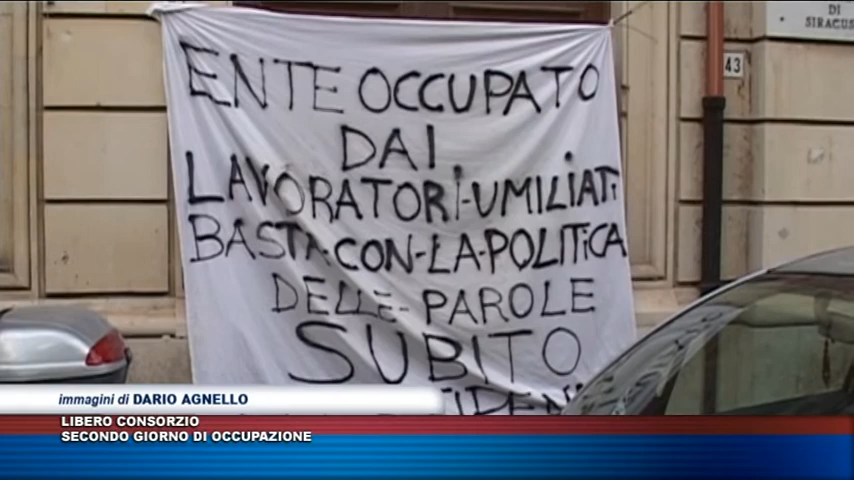 DI
SIRACUS
43
ENTE OCCUPATO
DAI
LAVORATORI-UMILIATI
BASTA-CON-LA-POLITICA
DELLE-PAROLE
SUBITO
immagini di DARIO AGNELLO
LIBERO CONSORZIO
SECONDO GIORNO DI OCCUPAZIONE